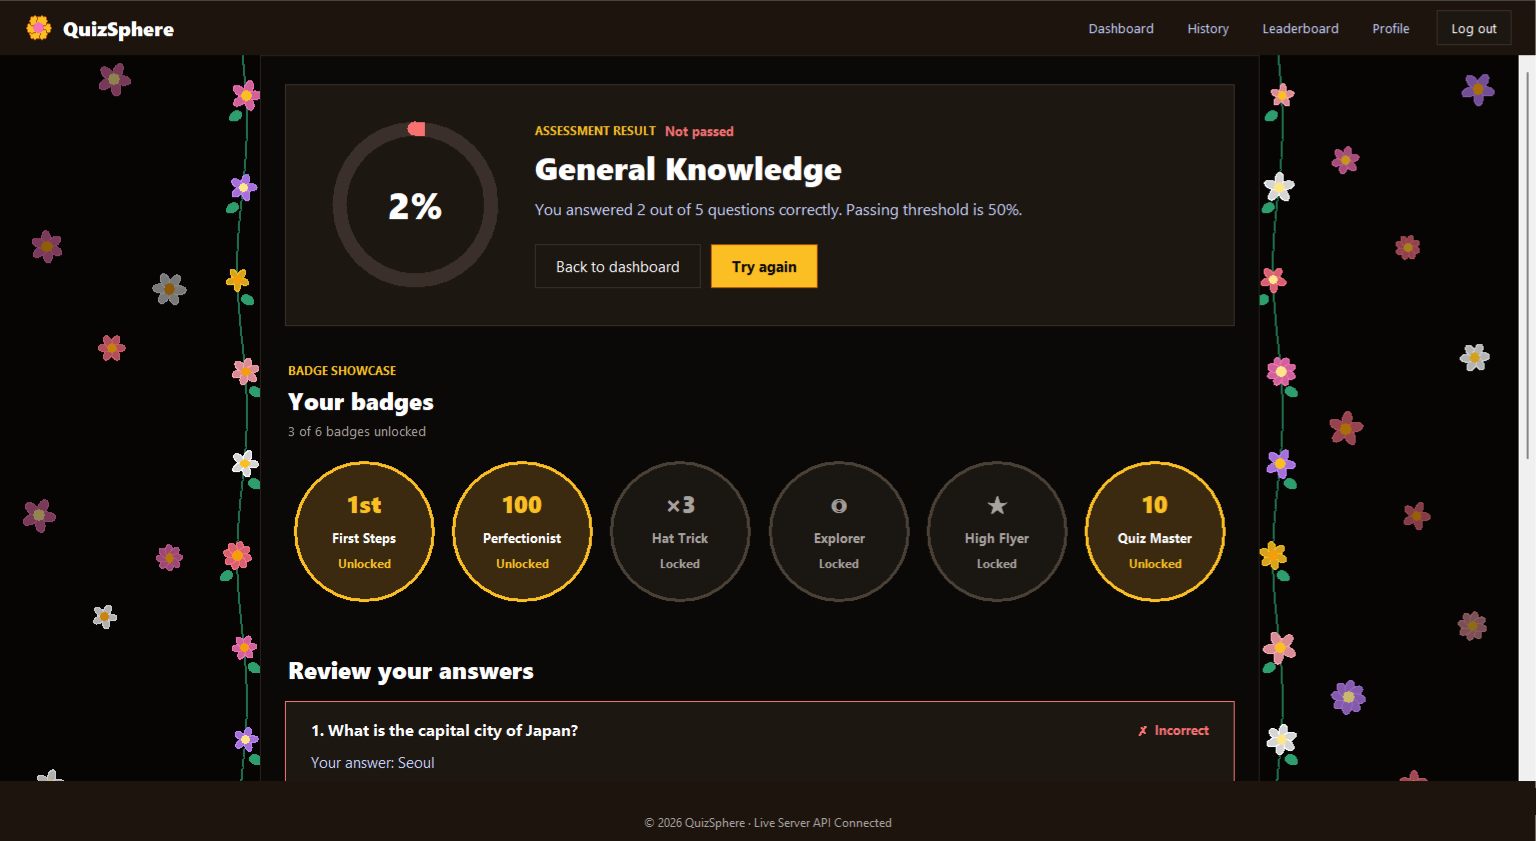 QuizSphere
Dashboard
History
Leaderboard
Profile
Log out
2%
ASSESSMENT RESULT Not passed
General Knowledge
You answered 2 out of 5 questions correctly. Passing threshold is 50%.
Back to dashboard
Try again
BADGE SHOWCASE
Your badges
3 of 6 badges unlocked
1st
First Steps
Unlocked
100
Perfectionist
Unlocked
×3
Hat Trick
Locked
Explorer
Locked
★
High Flyer
Locked
10
Quiz Master
Unlocked
Review your answers
1. What is the capital city of Japan?
✗ Incorrect
Your answer: Seoul
© 2026 QuizSphere · Live Server API Connected